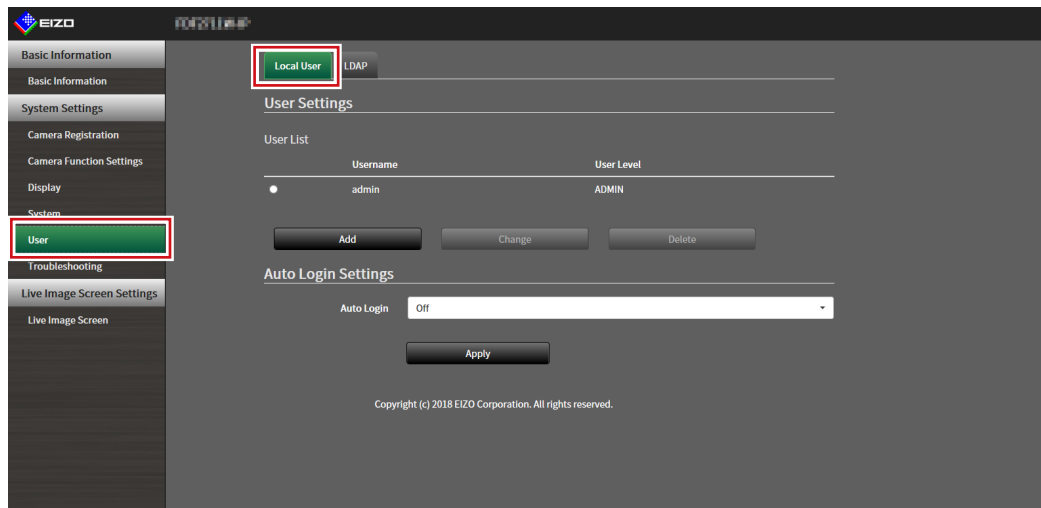 EIZO
Basic Information
Basic Information
System Settings
Camera Registration
Camera Function Settings
Display
System
User
Troubleshooting
Live Image Screen Settings
Live Image Screen
Local User LDAP
User Settings
User List
Username User Level
admin ADMIN
Add Change Delete
Auto Login Settings
Auto Login Off
Apply
Copyright (c) 2018 EIZO Corporation. All rights reserved.